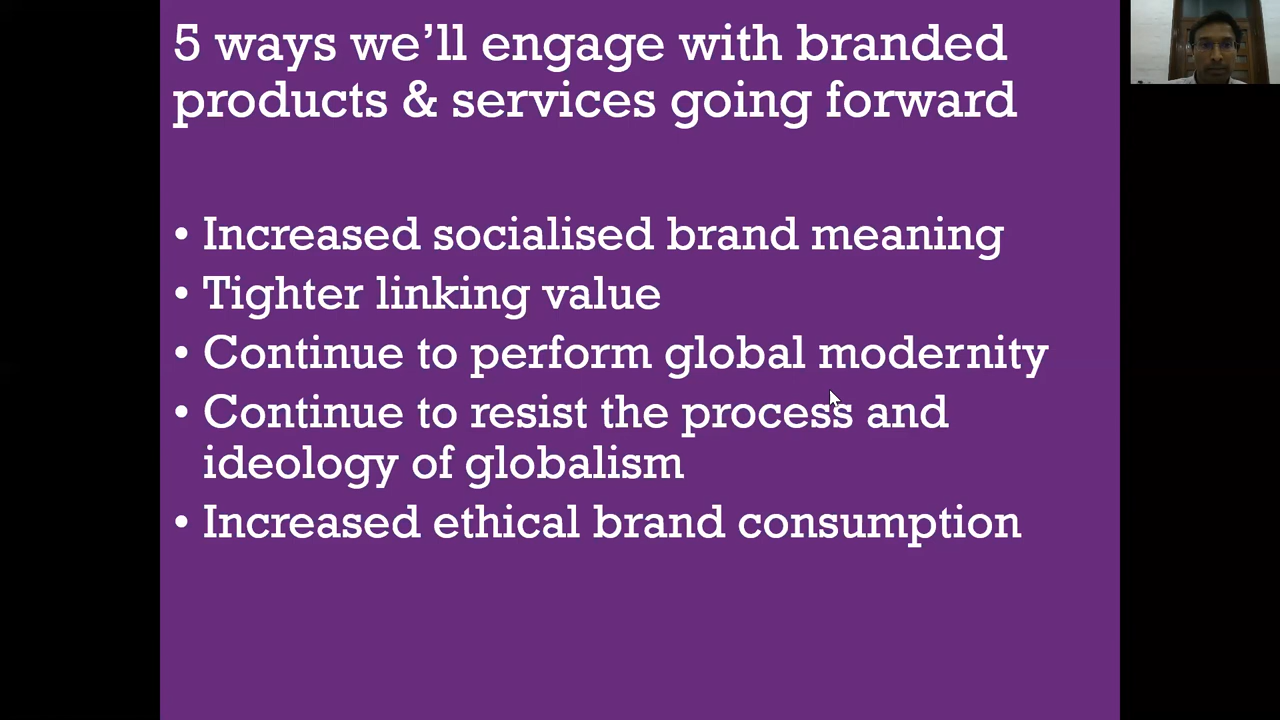 5 ways we’ll engage with branded
products & services going forward
• Increased socialised brand meaning
• Tighter linking value
• Continue to perform global modernity
• Continue to resist the process and
ideology of globalism
• Increased ethical brand consumption